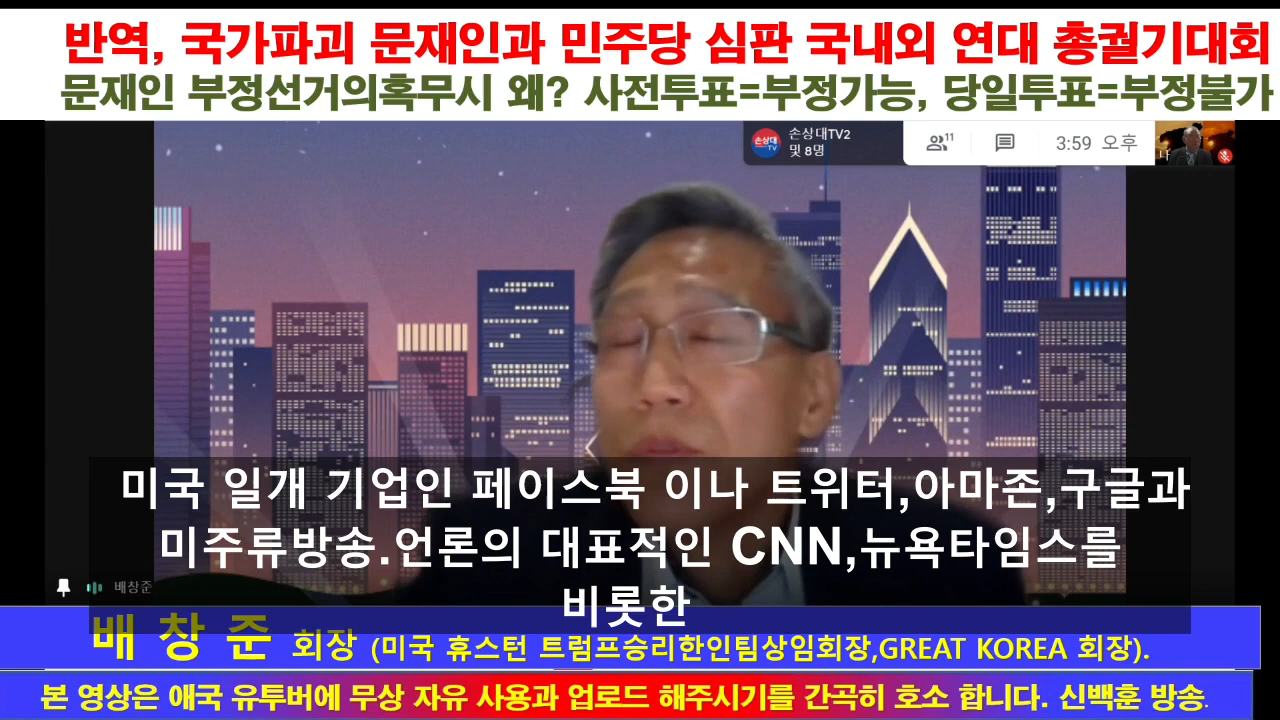 반역, 국가파괴 문재인과 민주당 심판 국내외 연대 총궐기대회
문재인 부정선거의혹무시 왜? 사전투표=부정가능, 당일투표=부정불가
손상대TV2
및 8명
11
3:59 오후
손상대
TV
나
미국 일개 기업인 페이스북 이나 트위터,아마존,구글과
미주류방송.언론의 대표적인 CNN,뉴욕타임스를
비롯한
배창준
배 창 준 회장 (미국 휴스턴 트럼프승리한인팀상임회장,GREAT KOREA 회장).
본 영상은 애국 유투버에 무상 자유 사용과 업로드 해주시기를 간곡히 호소 합니다. 신백훈 방송.